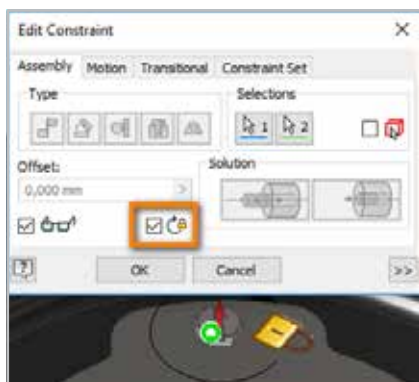 Edit Constraint
Assembly Motion Transitional Constraint Set
Type
Selections
1 2
Offset:
Solution
0,000 mm
OK Cancel >>